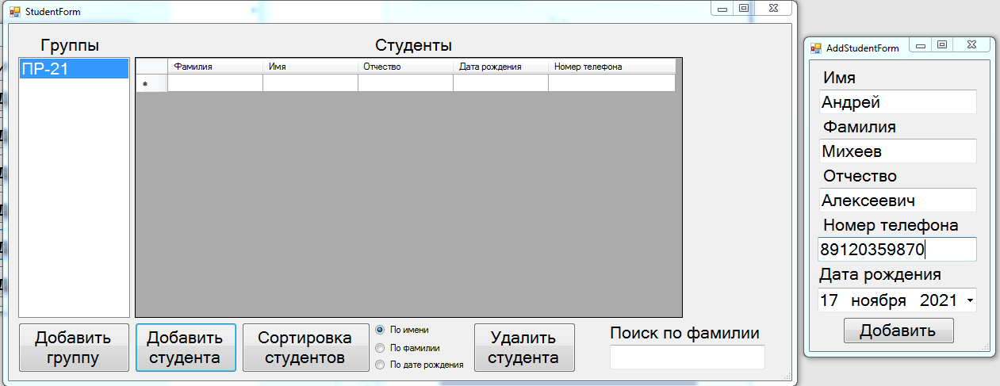 StudentForm
Группы
Студенты
ПР-21
Фамилия Имя Отчество Дата рождения Номер телефона
*
Добавить
группу
Добавить
студента
Сортировка
студентов
По имени
По фамилии
По дате рождения
Удалить
студента
Поиск по фамилии
AddStudentForm
Имя
Андрей
Фамилия
Михеев
Отчество
Алексеевич
Номер телефона
89120359870
Дата рождения
17 ноября 2021
Добавить